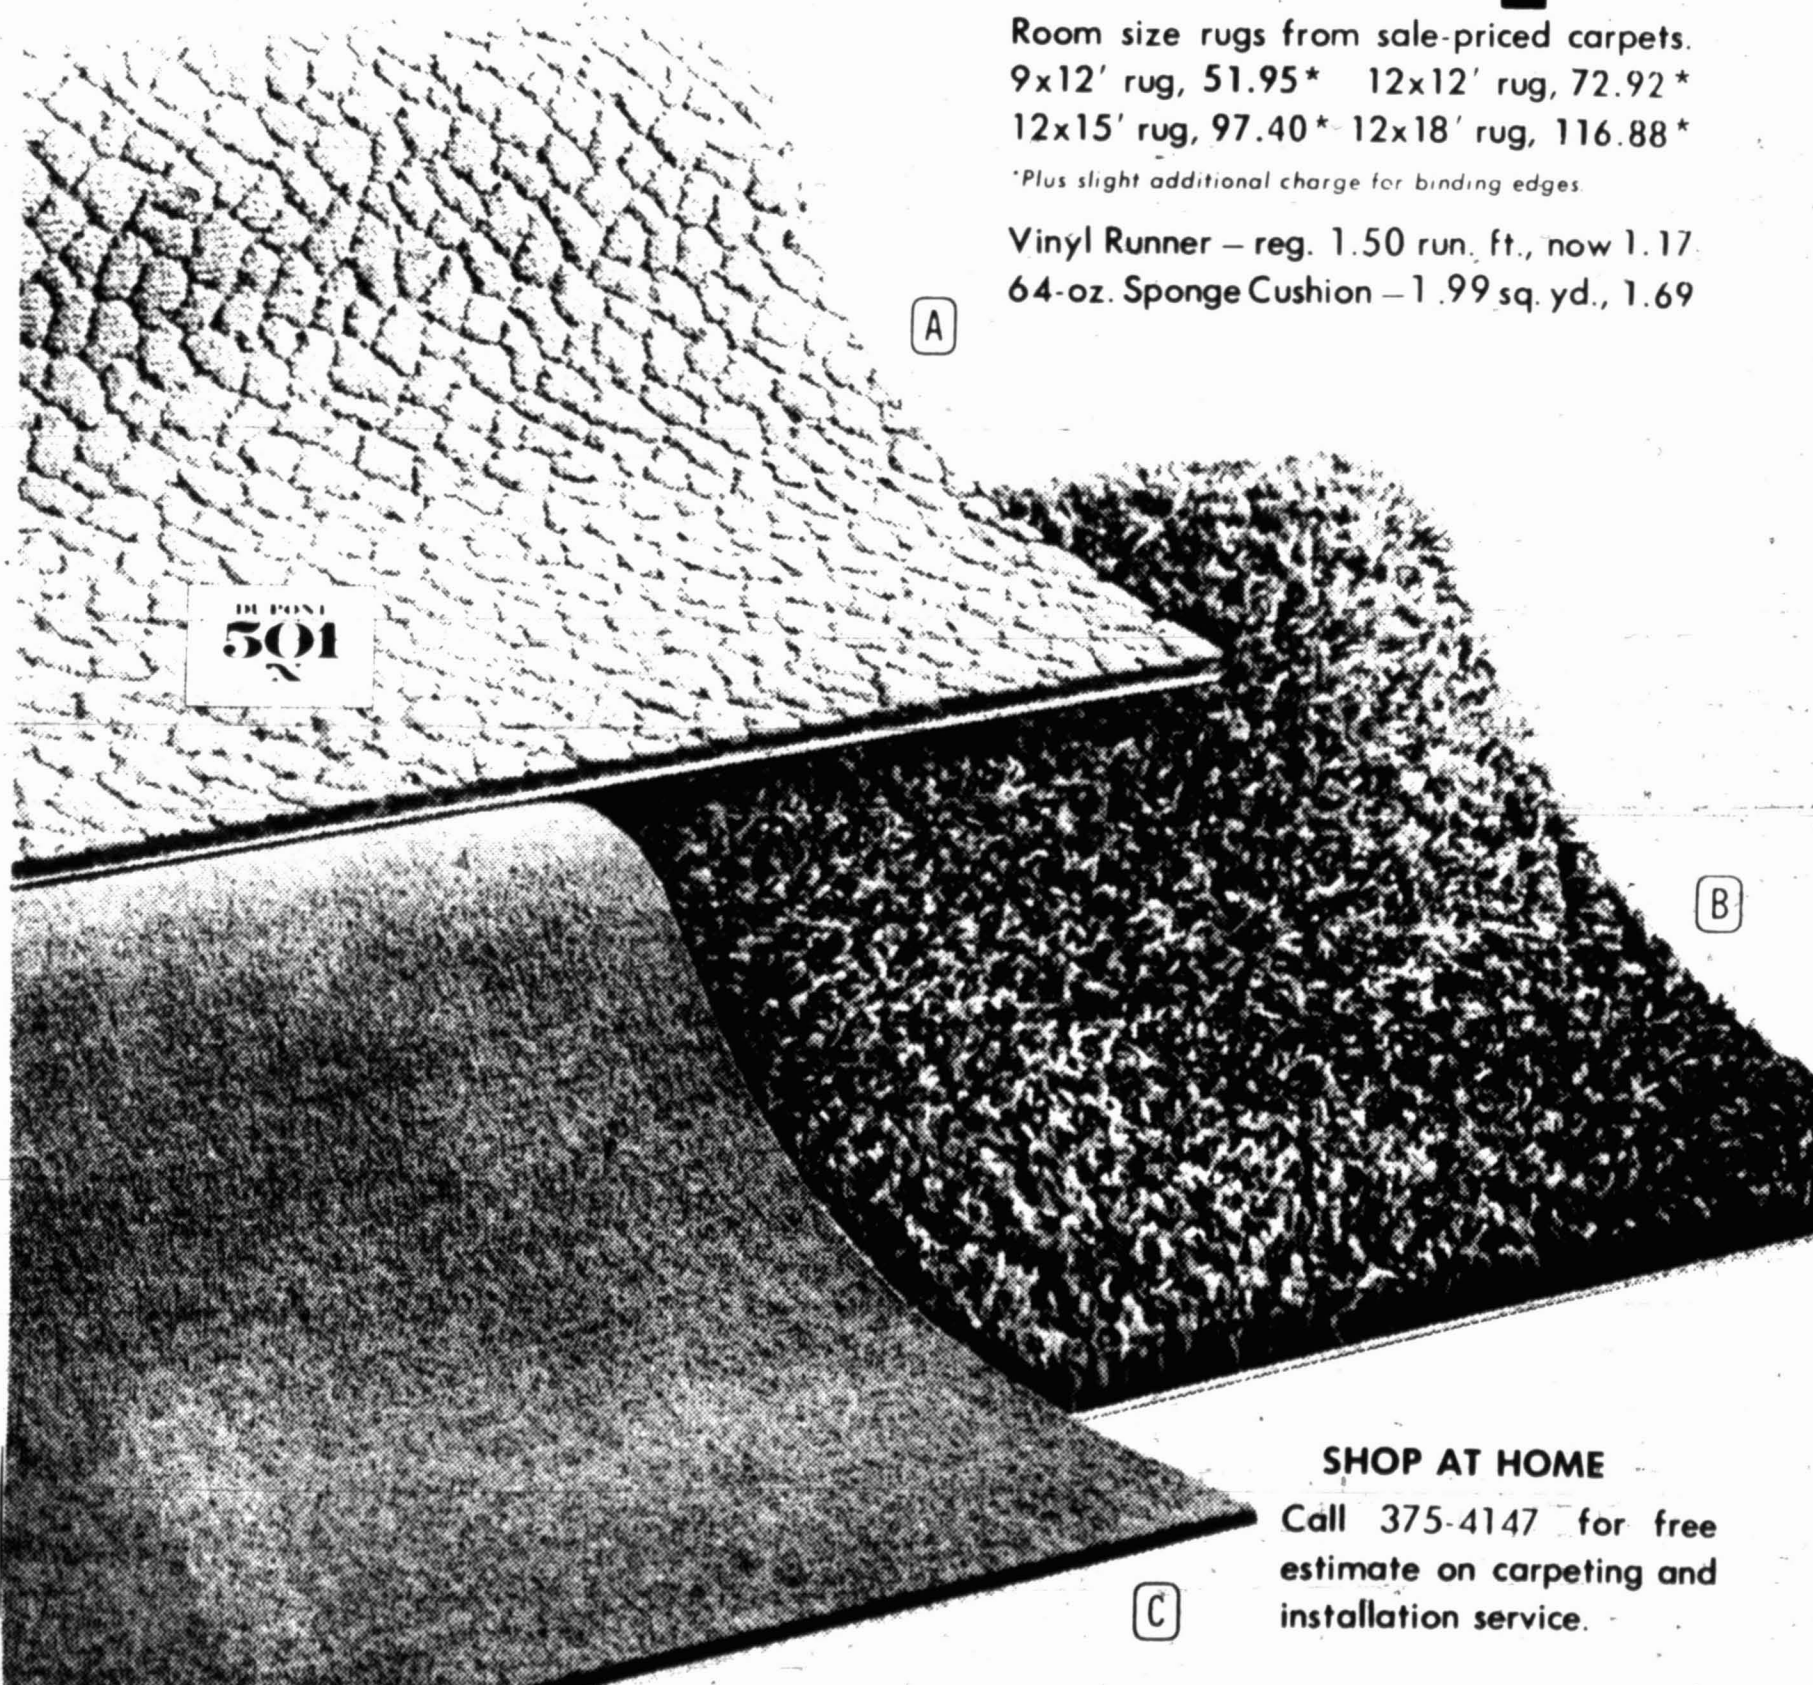 Room size rugs from sale-priced carpets.
9x12' rug, 51.95* 12x12' rug, 72.92*
12x15' rug, 97.40* 12x18' rug, 116.88*
*Plus slight additional charge for binding edges.
Vinyl Runner – reg. 1.50 run. ft., now 1.17
64-oz. Sponge Cushion – 1.99 sq. yd., 1.69
A
DU PONT
501
N
B
SHOP AT HOME
Call 375-4147 for free
estimate on carpeting and
installation service.
C